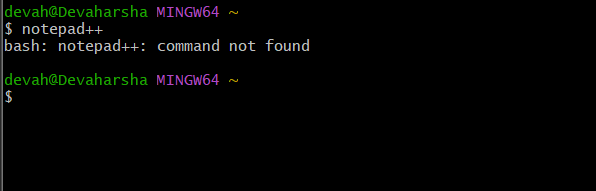 devah@Devaharsha MINGW64 ~
$ notepad++
bash: notepad++: command not found
devah@Devaharsha MINGW64 ~
$